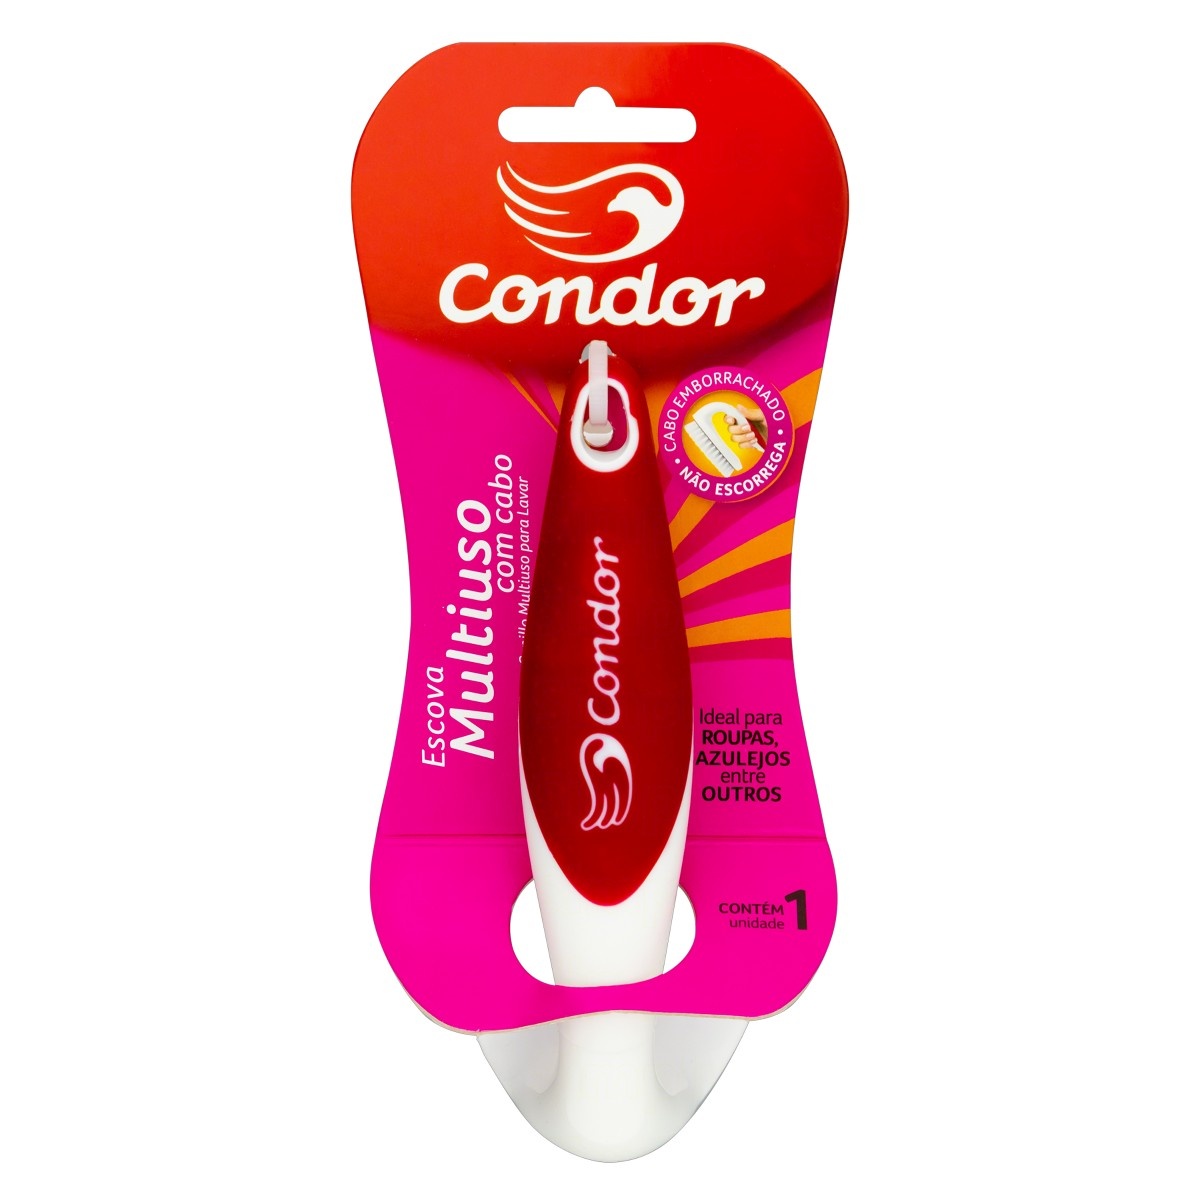 Condor
CABO EMBORRACHADO
• NÃO ESCORREGA •
Escova
Multiuso
com cabo
Multiuso para Lavar
Condor
Ideal para
ROUPAS,
AZULEJOS
entre
OUTROS
CONTÉM 1
unidade